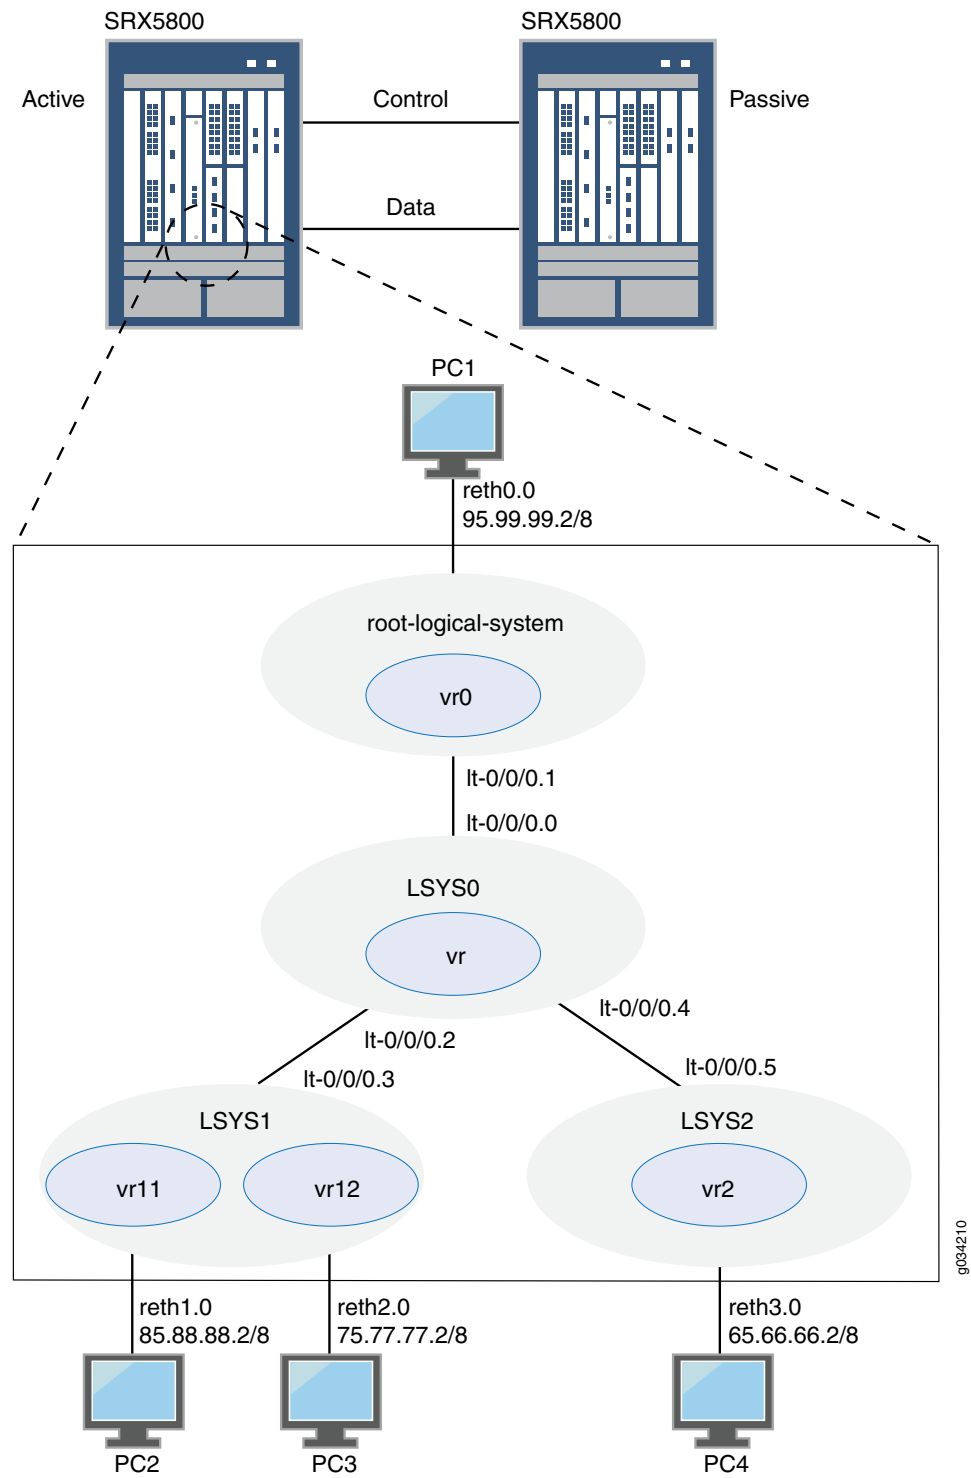 SRX5800
SRX5800
Active
Control
Passive
Data
PC1
reth0.0
95.99.99.2/8
root-logical-system
vr0
lt-0/0/0.1
lt-0/0/0.0
LSYS0
vr
lt-0/0/0.4
lt-0/0/0.2
lt-0/0/0.5
lt-0/0/0.3
LSYS1
LSYS2
vr11
vr12
vr2
g034210
reth1.0
85.88.88.2/8
reth2.0
75.77.77.2/8
reth3.0
65.66.66.2/8
PC2
PC3
PC4